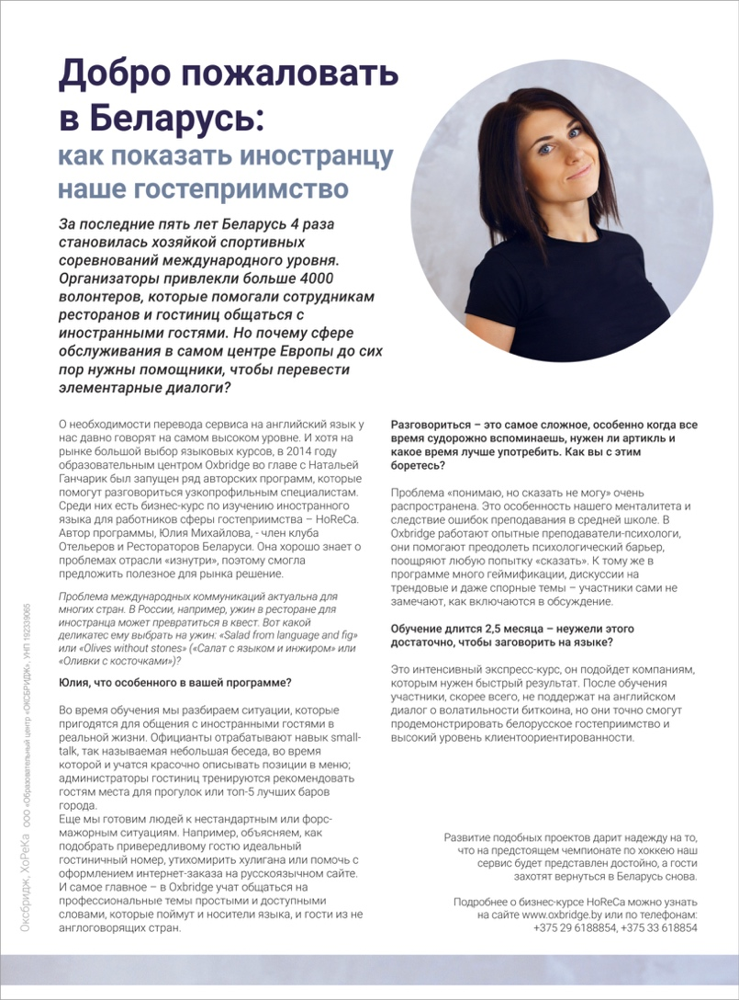 Добро пожаловать
в Беларусь:
как показать иностранцу
наше гостеприимство
За последние пять лет Беларусь 4 раза
становилась хозяйкой спортивных
соревнований международного уровня.
Организаторы привлекли больше 4000
волонтеров, которые помогали сотрудникам
ресторанов и гостиниц общаться с
иностранными гостями. Но почему сфере
обслуживания в самом центре Европы до сих
пор нужны помощники, чтобы перевести
элементарные диалоги?
О необходимости перевода сервиса на английский язык у
нас давно говорят на самом высоком уровне. И хотя на
рынке большой выбор языковых курсов, в 2014 году
образовательным центром Oxbridge во главе с Натальей
Ганчарик был запущен ряд авторских программ, которые
помогут разговориться узкопрофильным специалистам.
Среди них есть бизнес-курс по изучению иностранного
языка для работников сферы гостеприимства – HoReCa.
Автор программы, Юлия Михайлова, - член клуба
Отельеров и Рестораторов Беларуси. Она хорошо знает о
проблемах отрасли «изнутри», поэтому смогла
предложить полезное для рынка решение.
Проблема международных коммуникаций актуальна для
многих стран. В России, например, ужин в ресторане для
иностранца может превратиться в квест. Вот какой
деликатес ему выбрать на ужин: «Salad from language and fig»
или «Olives without stones» («Салат с языком и инжиром» или
«Оливки с косточками»)?
Юлия, что особенного в вашей программе?
Во время обучения мы разбираем ситуации, которые
пригодятся для общения с иностранными гостями в
реальной жизни. Официанты отрабатывают навык small-
talk, так называемая небольшая беседа, во время
которой и учатся красочно описывать позиции в меню;
администраторы гостиниц тренируются рекомендовать
гостям места для прогулок или топ-5 лучших баров
города.
Еще мы готовим людей к нестандартным или форс-
мажорным ситуациям. Например, объясняем, как
подобрать привередливому гостю идеальный
гостиничный номер, утихомирить хулигана или помочь с
оформлением интернет-заказа на русскоязычном сайте.
И самое главное – в Oxbridge учат общаться на
профессиональные темы простыми и доступными
словами, которые поймут и носители языка, и гости из не
англоговорящих стран.
Разговориться – это самое сложное, особенно когда все
время судорожно вспоминаешь, нужен ли артикль и
какое время лучше употребить. Как вы с этим
боретесь?
Проблема «понимаю, но сказать не могу» очень
распространена. Это особенность нашего менталитета и
следствие ошибок преподавания в средней школе. В
Oxbridge работают опытные преподаватели-психологи,
они помогают преодолеть психологический барьер,
поощряют любую попытку «сказать». К тому же в
программе много геймификации, дискуссии на
трендовые и даже спорные темы – участники сами не
замечают, как включаются в обсуждение.
Обучение длится 2,5 месяца – неужели этого
достаточно, чтобы заговорить на языке?
Это интенсивный экспресс-курс, он подойдет компаниям,
которым нужен быстрый результат. После обучения
участники, скорее всего, не поддержат на английском
диалог о волатильности биткоина, но они точно смогут
продемонстрировать белорусское гостеприимство и
высокий уровень клиентоориентированности.
Развитие подобных проектов дарит надежду на то,
что на предстоящем чемпионате по хоккею наш
сервис будет представлен достойно, а гости
захотят вернуться в Беларусь снова.
Подробнее о бизнес-курсе HoReCa можно узнать
на сайте www.oxbridge.by или по телефонам:
+375 29 6188854, +375 33 618854
Оксбридж, ХоРеКа ООО «Образовательный центр «ОКСБРИДЖ», УНП 192339065